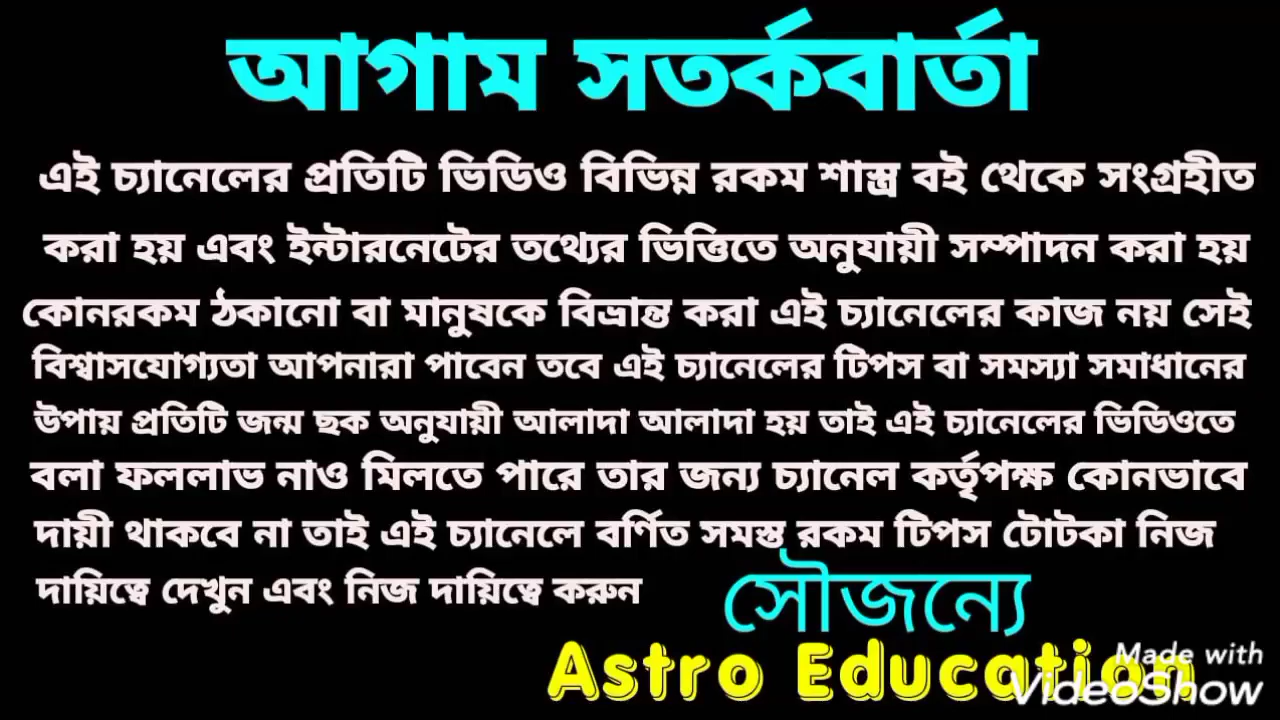 আগাম সতর্কবার্তা
এই চ্যানেলের প্রতিটি ভিডিও বিভিন্ন রকম শাস্ত্র বই থেকে সংগ্রহীত
করা হয় এবং ইন্টারনেটের তথ্যের ভিত্তিতে অনুযায়ী সম্পাদন করা হয়
কোনরকম ঠকানো বা মানুষকে বিভ্রান্ত করা এই চ্যানেলের কাজ নয় সেই
বিশ্বাসযোগ্যতা আপনারা পাবেন তবে এই চ্যানেলের টিপস বা সমস্যা সমাধানের
উপায় প্রতিটি জন্ম ছক অনুযায়ী আলাদা আলাদা হয় তাই এই চ্যানেলের ভিডিওতে
বলা ফললাভ নাও মিলতে পারে তার জন্য চ্যানেল কর্তৃপক্ষ কোনভাবে
দায়ী থাকবে না তাই এই চ্যানেলে বর্ণিত সমস্ত রকম টিপস টোটকা নিজ
দায়িত্বে দেখুন এবং নিজ দায়িত্বে করুন
সৌজন্যে
Astro Education
Made with
VideoShow